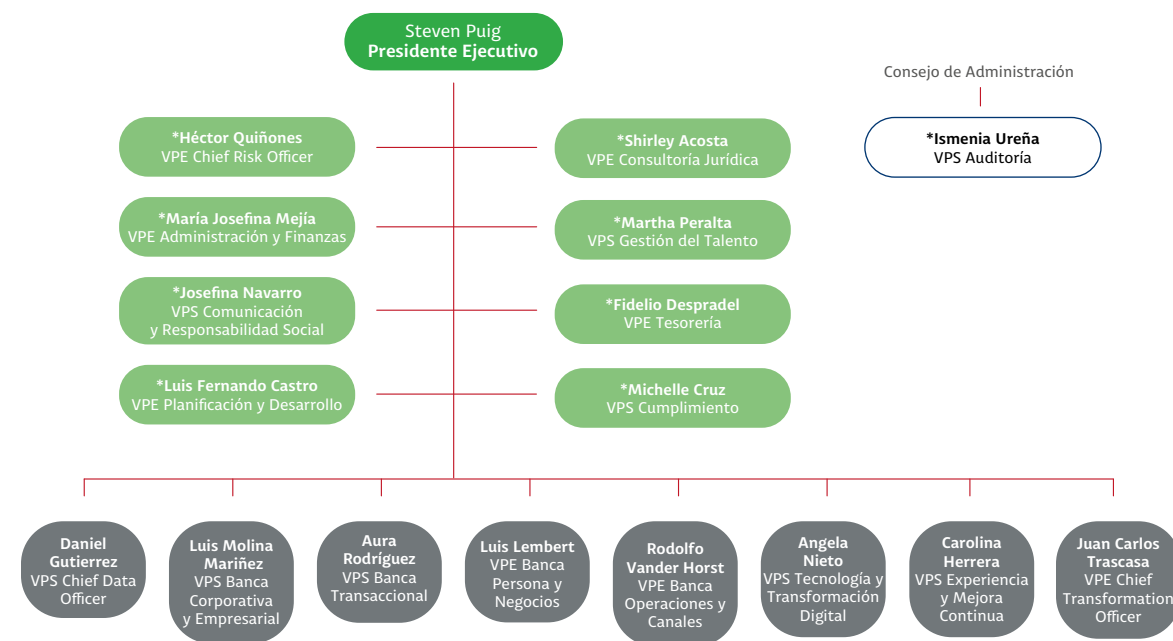 Steven Puig
Presidente Ejecutivo
Consejo de Administración
*Héctor Quiñones
VPE Chief Risk Officer
*Shirley Acosta
VPE Consultoría Jurídica
*Ismenia Ureña
VPS Auditoría
*María Josefina Mejía
VPE Administración y Finanzas
*Martha Peralta
VPS Gestión del Talento
*Josefina Navarro
VPS Comunicación
y Responsabilidad Social
*Fidelio Despradel
VPE Tesorería
*Luis Fernando Castro
VPE Planificación y Desarrollo
*Michelle Cruz
VPS Cumplimiento
Daniel
Gutierrez
VPS Chief Data
Officer
Luis Molina
Mariñez
VPS Banca
Corporativa
y Empresarial
Aura
Rodríguez
VPS Banca
Transaccional
Luis Lembert
VPE Banca
Persona y
Negocios
Rodolfo
Vander Horst
VPE Banca
Operaciones y
Canales
Angela
Nieto
VPS Tecnología y
Transformación
Digital
Carolina
Herrera
VPS Experiencia
y Mejora
Continua
Juan Carlos
Trascasa
VPE Chief
Transformation
Officer